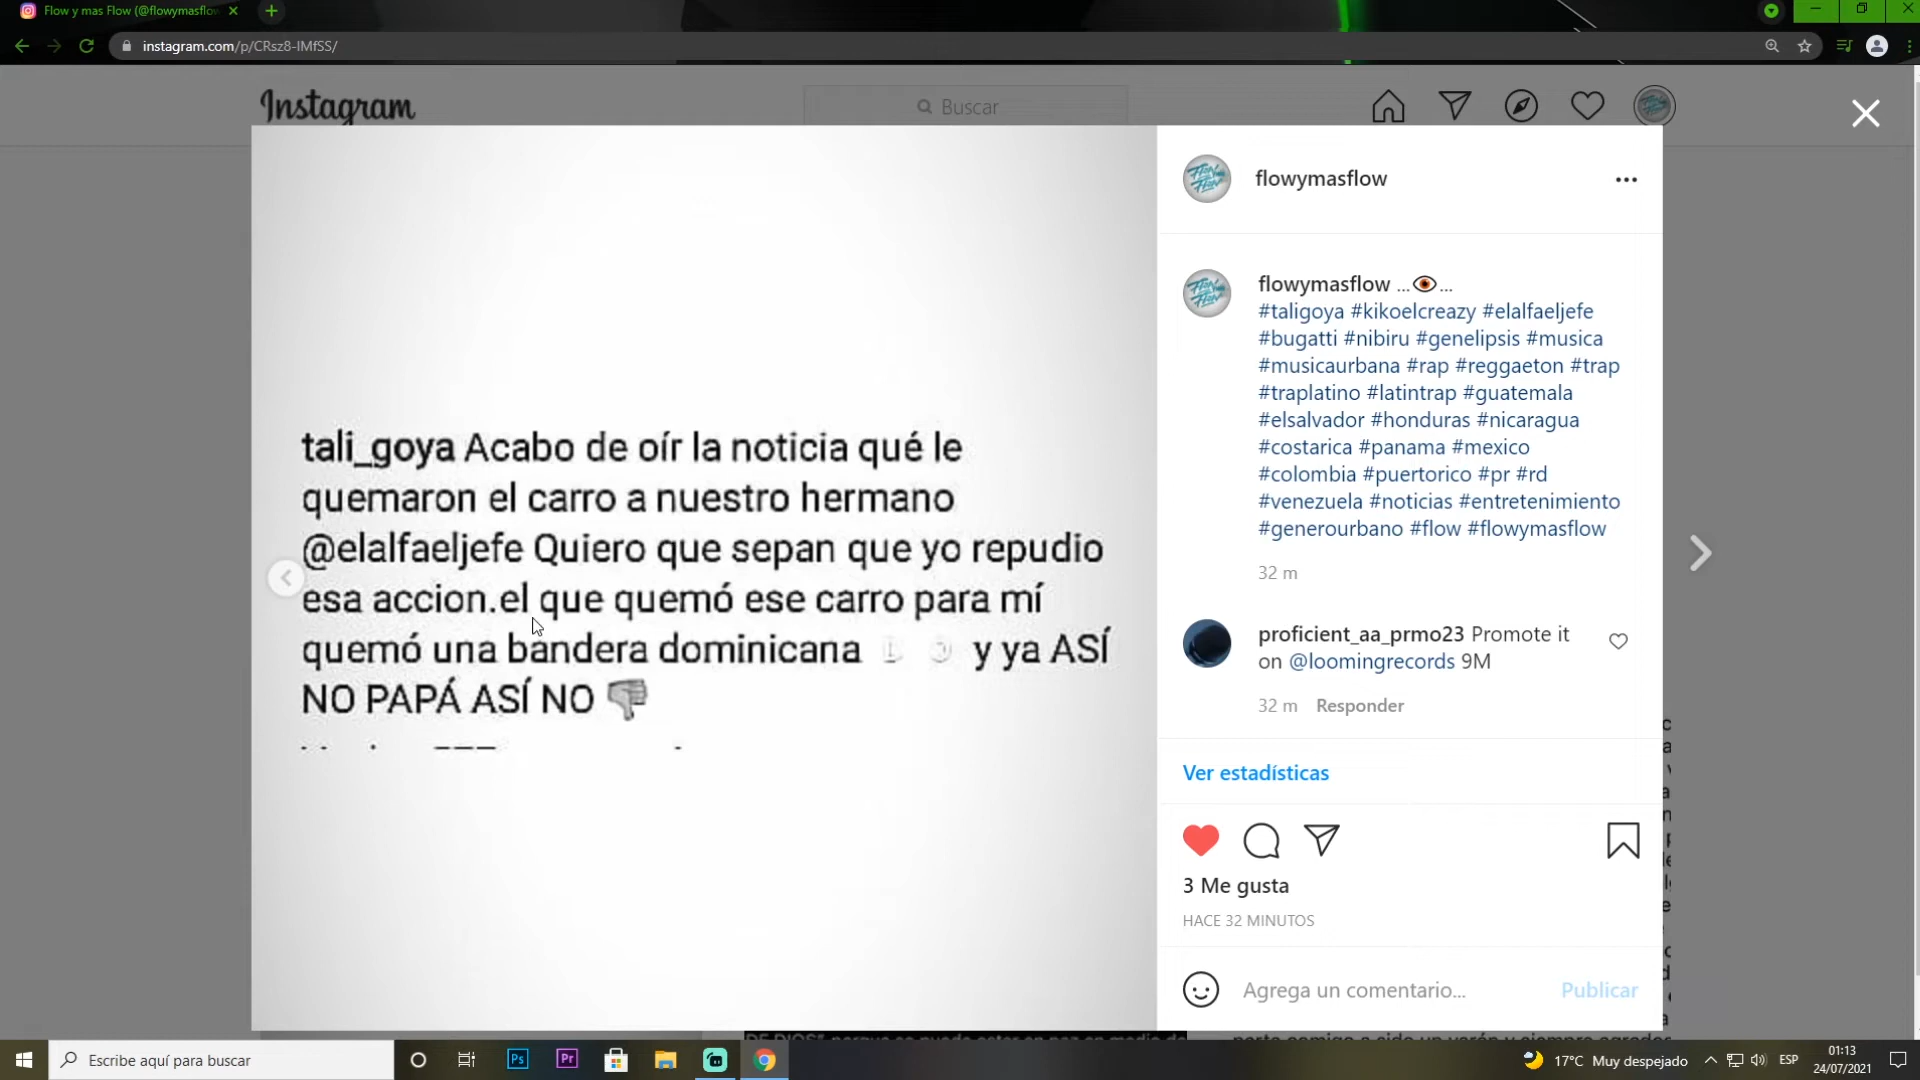 Flow y mas Flow (@flowymasflow
instagram.com/p/CRsz8-IMfSS/
Instagram
Buscar
tali_goya Acabo de oír la noticia qué le
quemaron el carro a nuestro hermano
@elalfaeljefe Quiero que sepan que yo repudio
esa accion.el que quemó ese carro para mí
quemó una bandera dominicana y ya ASÍ
NO PAPÁ ASÍ NO 👎
flowymasflow
flowymasflow ...👁...
#taligoya #kikoelcreazy #elalfaeljefe
#bugatti #nibiru #genelipsis #musica
#musicaurbana #rap #reggaeton #trap
#traplatino #latintrap #guatemala
#elsalvador #honduras #nicaragua
#costarica #panama #mexico
#colombia #puertorico #pr #rd
#venezuela #noticias #entretenimiento
#generourbano #flow #flowymasflow
32 m
proficient_aa_prmo23 Promote it
on @loomingrecords 9M
32 m Responder
Ver estadísticas
3 Me gusta
HACE 32 MINUTOS
Agrega un comentario... Publicar
Escribe aquí para buscar
Ps
Pr
17°C Muy despejado
ESP
01:13
24/07/2021